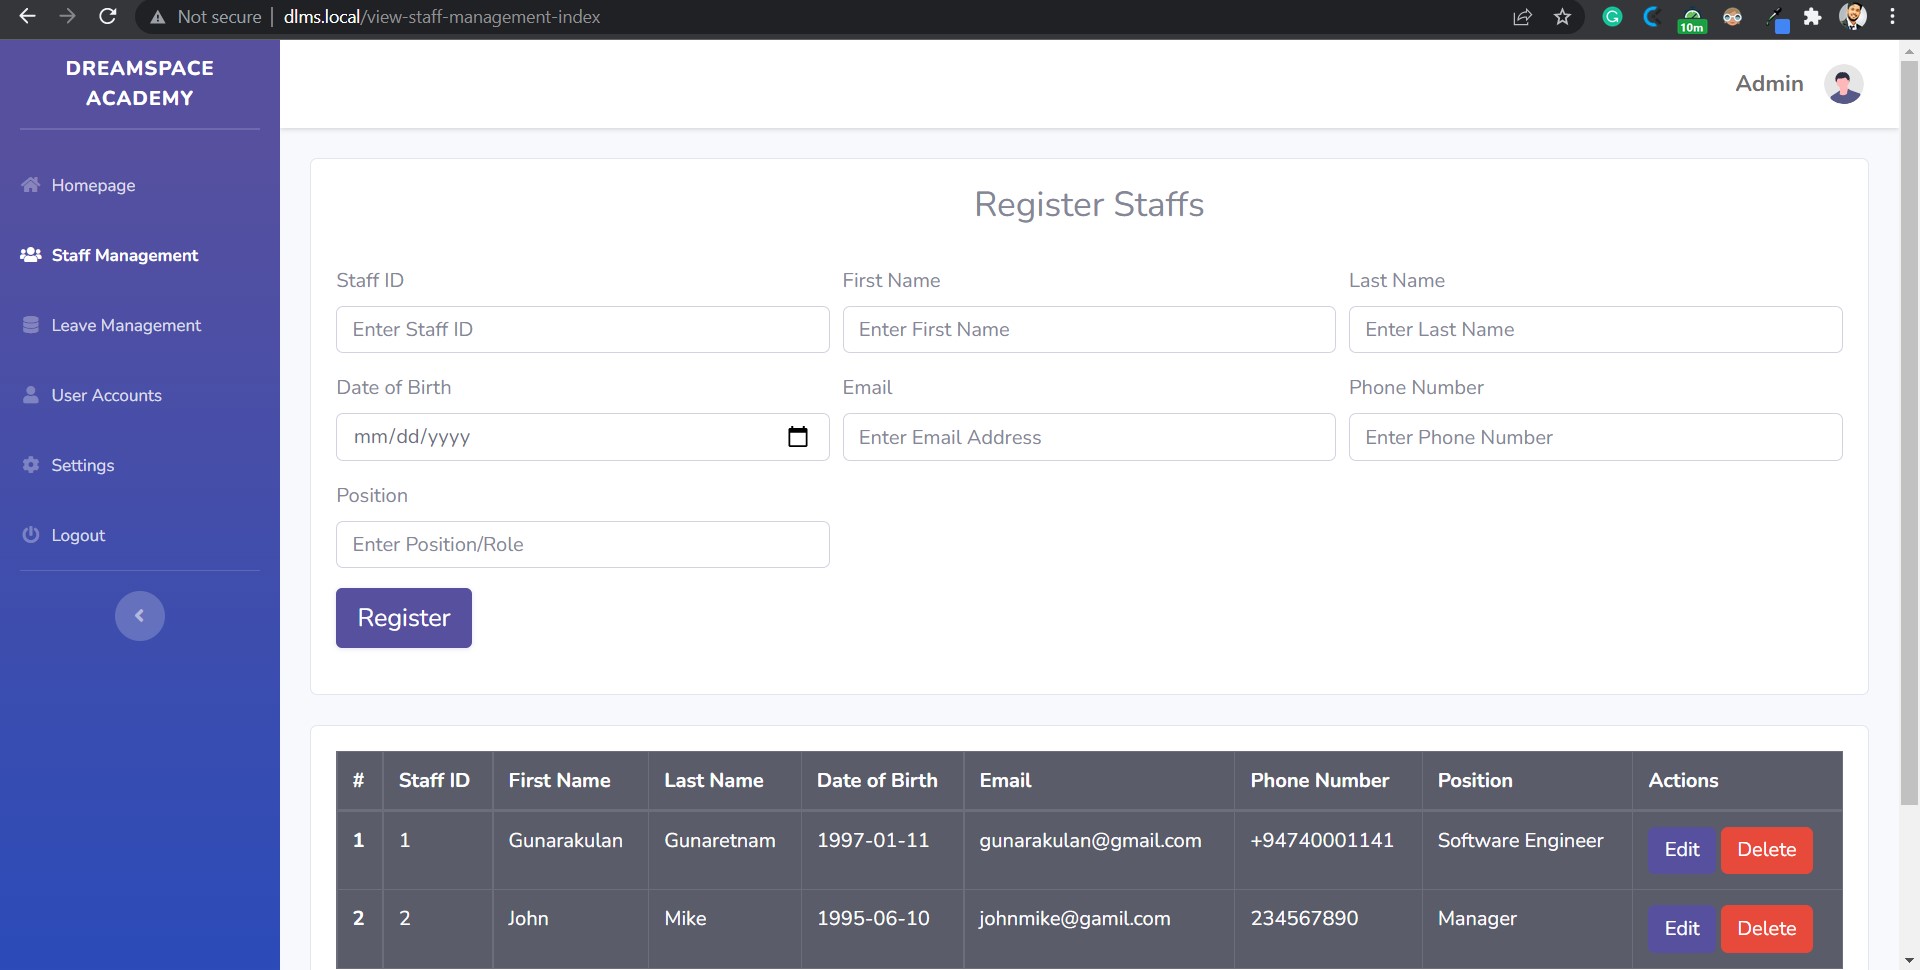 Not secure | dlms.local/view-staff-management-index
10m
DREAMSPACE
ACADEMY
Homepage
Staff Management
Leave Management
User Accounts
Settings
Logout
Admin
Register Staffs
Staff ID First Name Last Name
Enter Staff ID Enter First Name Enter Last Name
Date of Birth Email Phone Number
mm/dd/yyyy Enter Email Address Enter Phone Number
Position
Enter Position/Role
Register
# Staff ID First Name Last Name Date of Birth Email Phone Number Position Actions
1 1 Gunarakulan Gunaretnam 1997-01-11 gunarakulan@gmail.com +94740001141 Software Engineer Edit Delete
2 2 John Mike 1995-06-10 johnmike@gamil.com 234567890 Manager Edit Delete